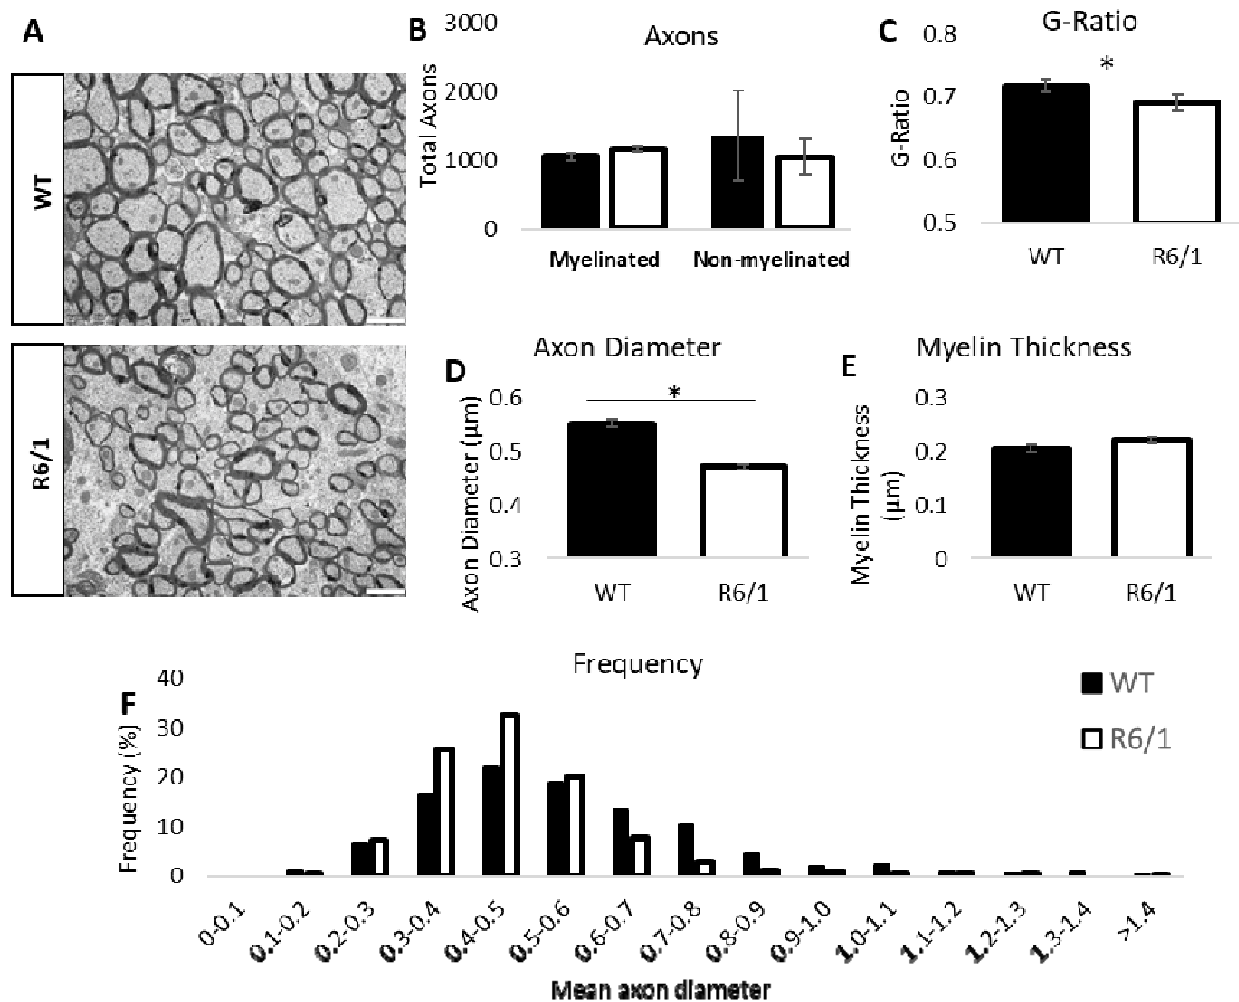 A
WT
R6/1
B
Axons
Total Axons
3000
2000
1000
0
Myelinated
Non-myelinated
C
G-Ratio
G-Ratio
0.8
0.7
0.6
0.5
*
WT
R6/1
D
Axon Diameter
Axon Diameter (µm)
0.6
0.5
0.4
0.3
*
WT
R6/1
E
Myelin Thickness
Myelin Thickness
(µm)
0.3
0.2
0.1
0
WT
R6/1
F
Frequency
Frequency (%)
40
30
20
10
0
WT
R6/1
0-0.1
0.1-0.2
0.2-0.3
0.3-0.4
0.4-0.5
0.5-0.6
0.6-0.7
0.7-0.8
0.8-0.9
0.9-1.0
1.0-1.1
1.1-1.2
1.2-1.3
1.3-1.4
>1.4
Mean axon diameter